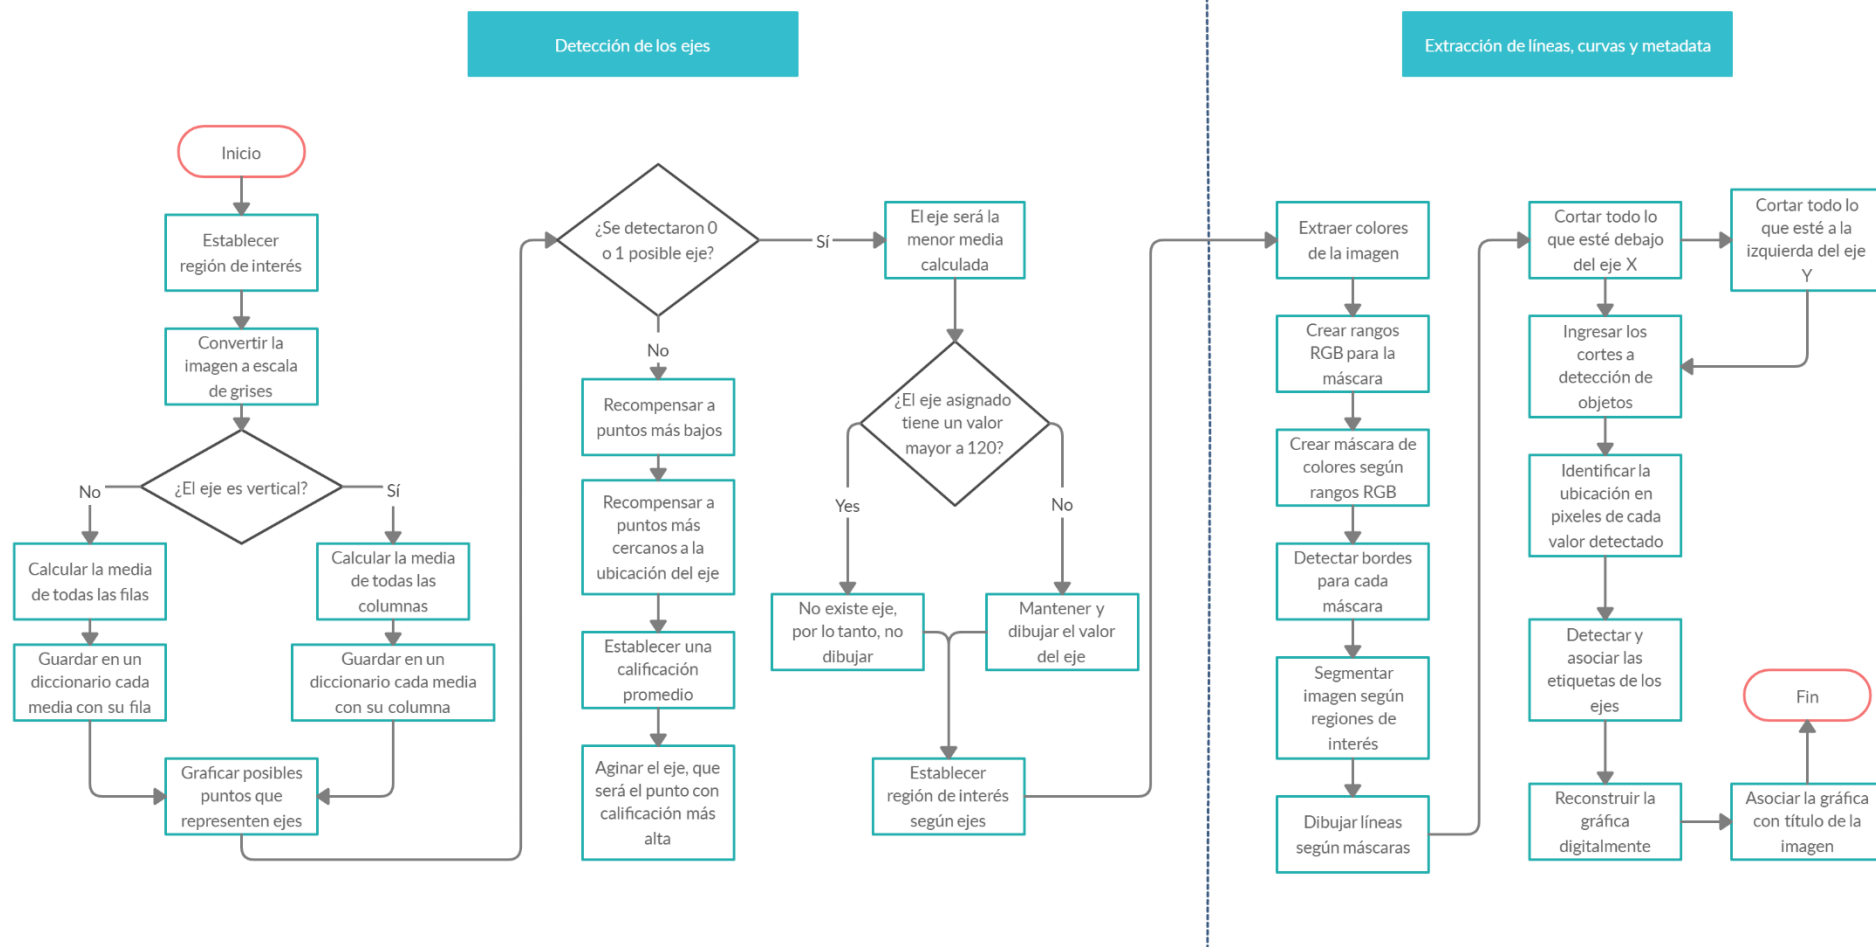 Detección de los ejes
Extracción de líneas, curvas y metadata
Inicio
Establecer
región de interés
Convertir la
imagen a escala
de grises
¿El eje es vertical?
No
Sí
Calcular la media
de todas las filas
Calcular la media
de todas las
columnas
Guardar en un
diccionario cada
media con su fila
Guardar en un
diccionario cada media
con su columna
Graficar posibles
puntos que
representen ejes
¿Se detectaron 0
o 1 posible eje?
Sí
No
Recompensar a
puntos más bajos
Recompensar a
puntos más
cercanos a la
ubicación del eje
Establecer una
calificación
promedio
Aginar el eje, que
será el punto con
calificación más
alta
El eje será la
menor media
calculada
¿El eje asignado
tiene un valor
mayor a 120?
Yes
No
No existe eje,
por lo tanto, no
dibujar
Mantener y
dibujar el valor
del eje
Establecer
región de interés
según ejes
Extraer colores
de la imagen
Crear rangos
RGB para la
máscara
Crear máscara de
colores según
rangos RGB
Detectar bordes
para cada
máscara
Segmentar
imagen según
regiones de
interés
Dibujar líneas
según máscaras
Cortar todo lo
que esté debajo
del eje X
Cortar todo lo
que esté a la
izquierda del eje
Y
Ingresar los
cortes a
detección de
objetos
Identificar la
ubicación en
pixeles de cada
valor detectado
Detectar y
asociar las
etiquetas de los
ejes
Reconstruir la
gráfica
digitalmente
Asociar la gráfica
con título de la
imagen
Fin